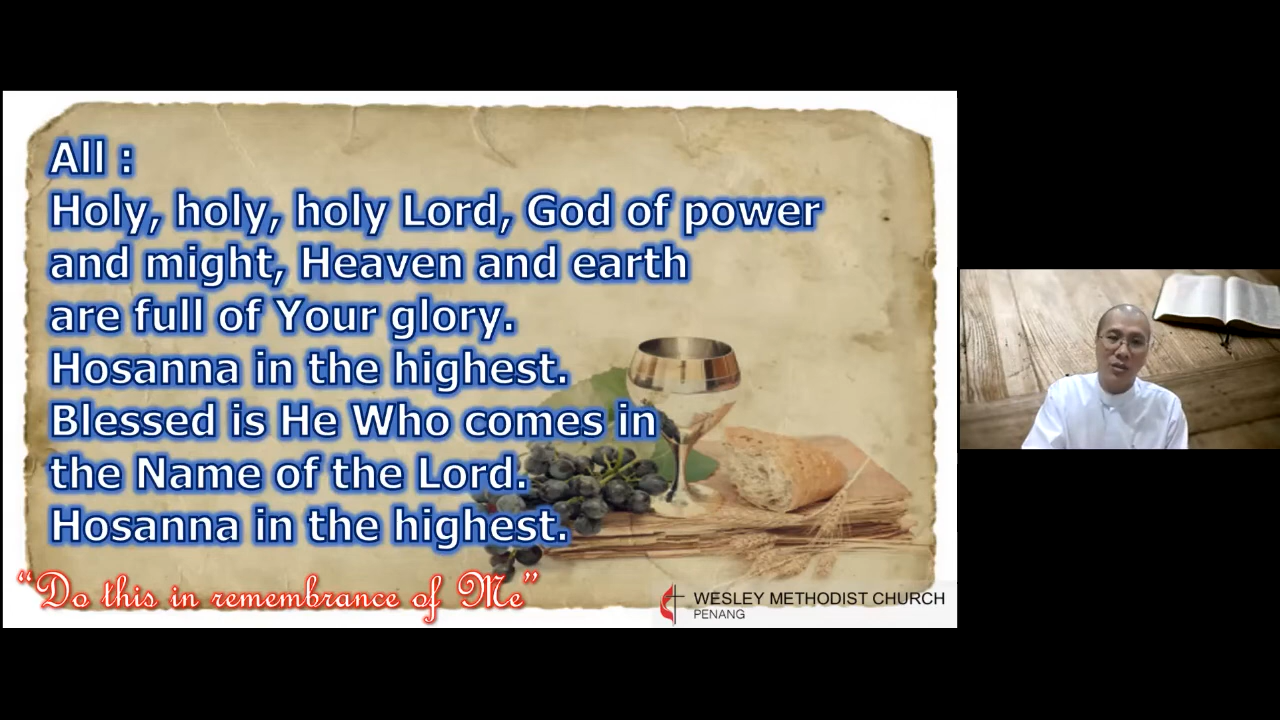 All :
Holy, holy, holy Lord, God of power
and might, Heaven and earth
are full of Your glory.
Hosanna in the highest.
Blessed is He Who comes in
the Name of the Lord.
Hosanna in the highest.
“Do this in remembrance of Me”
WESLEY METHODIST CHURCH
PENANG